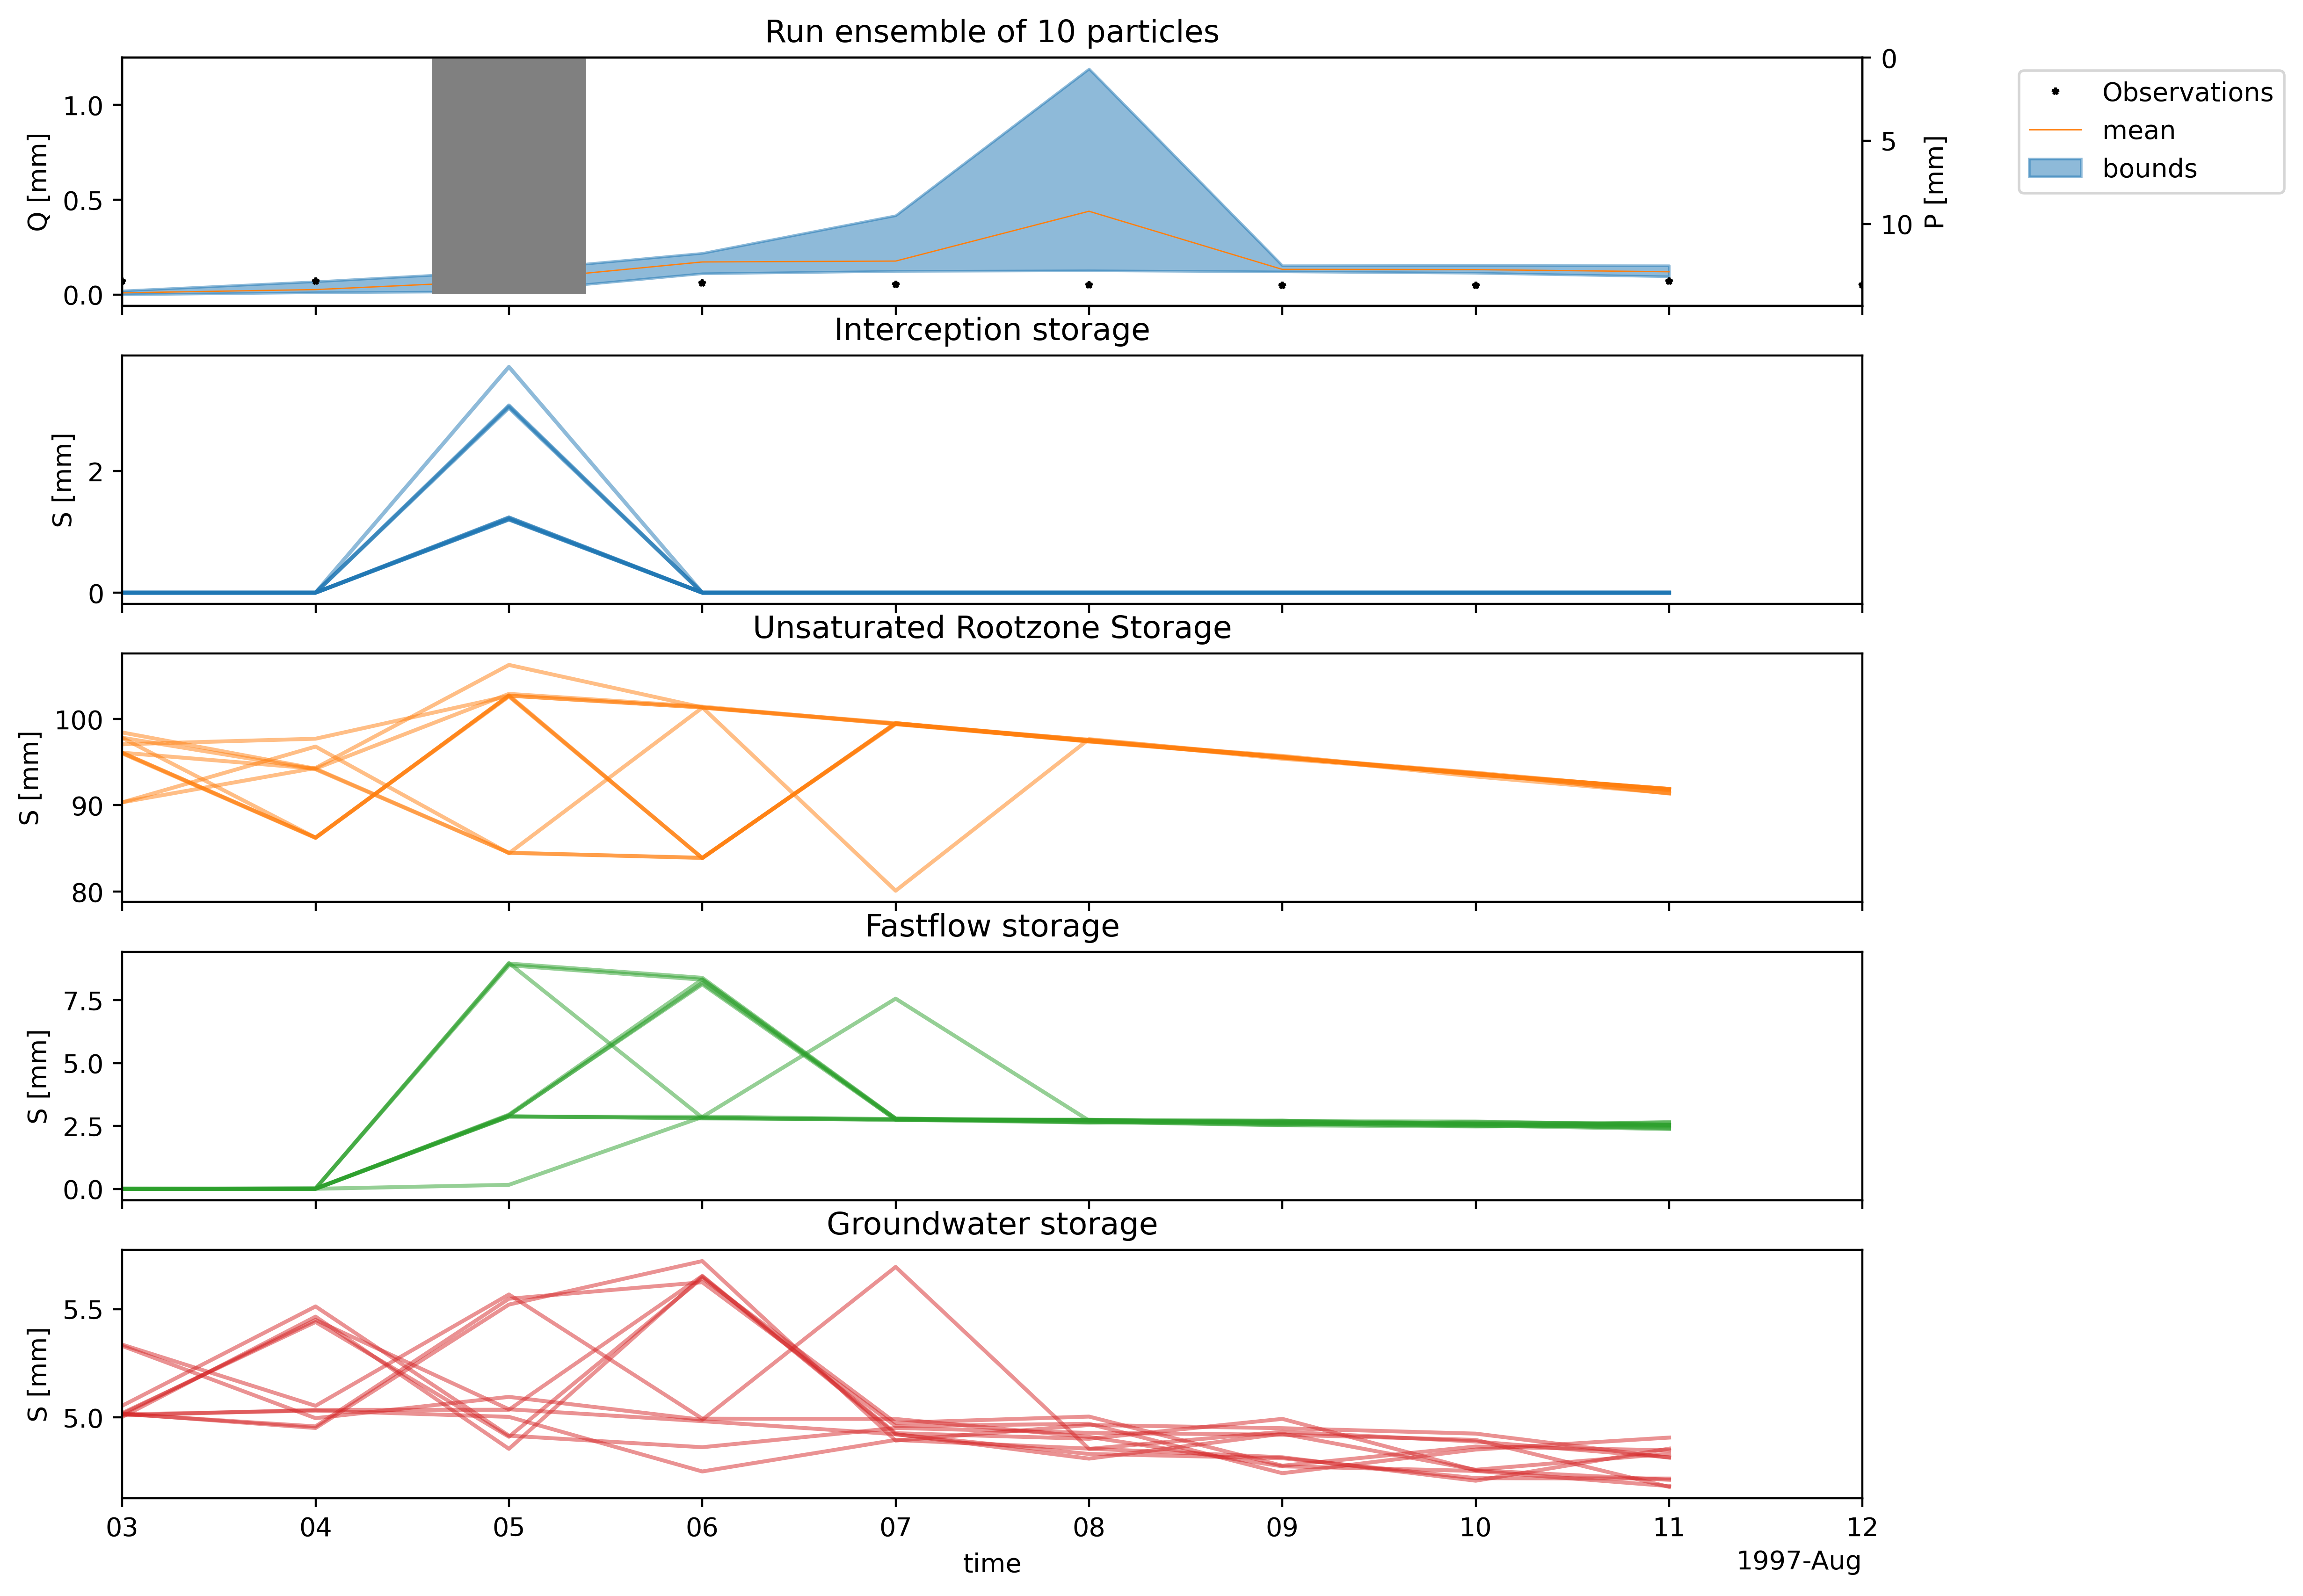 Run ensemble of 10 particles
1.0
0.5
0.0
Q [mm]
0
5
10
P [mm]
Observations
mean
bounds
Interception storage
2
0
S [mm]
Unsaturated Rootzone Storage
100
90
80
S [mm]
Fastflow storage
7.5
5.0
2.5
0.0
S [mm]
Groundwater storage
5.5
5.0
S [mm]
03 04 05 06 07 08 09 10 11 12
time
1997-Aug